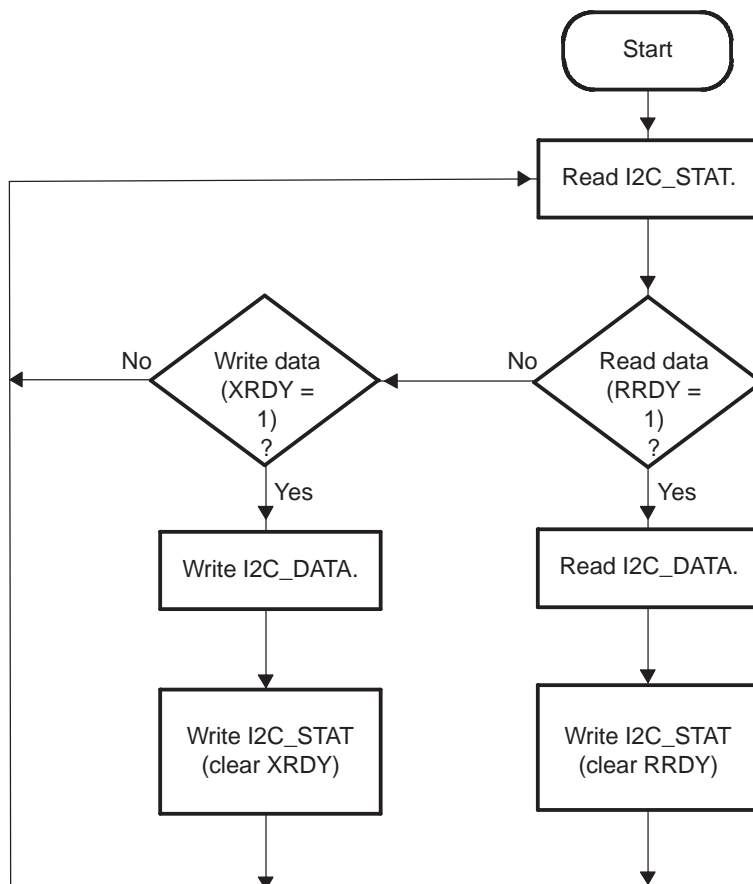 Start
Read I2C_STAT.
No
Write data
(XRDY =
1)
?
No
Read data
(RRDY =
1)
?
Yes
Yes
Write I2C_DATA.
Read I2C_DATA.
Write I2C_STAT
(clear XRDY)
Write I2C_STAT
(clear RRDY)